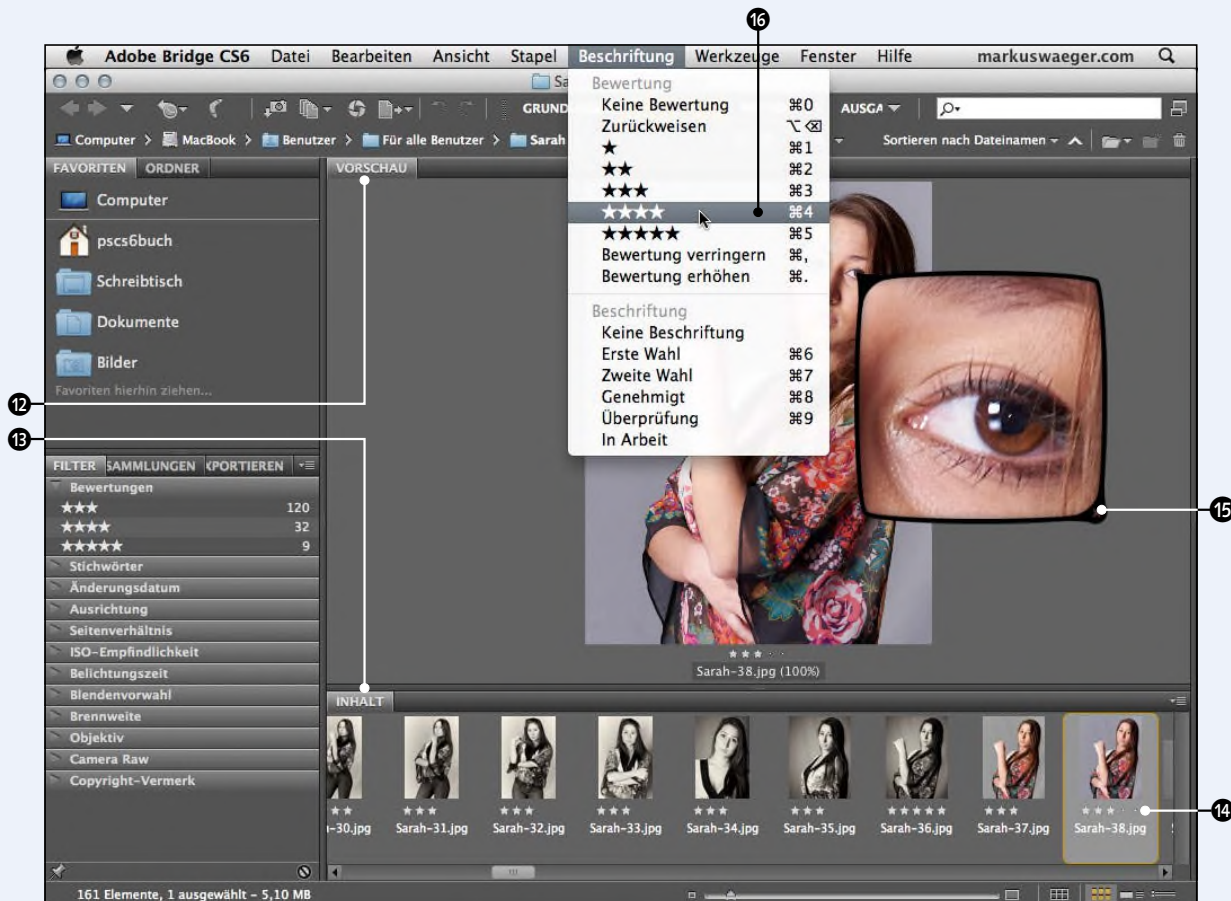 16
Adobe Bridge CS6 Datei Bearbeiten Ansicht Stapel Beschriftung Werkzeuge Fenster Hilfe markuswaeger.com
Sa
GRUND
AUSGA
Computer > MacBook > Benutzer > Für alle Benutzer > Sarah
Sortieren nach Dateinamen
Bewertung
Keine Bewertung ⌘0
Zurückweisen ⌥⌫
★ ⌘1
★★ ⌘2
★★★ ⌘3
★★★★ ⌘4
★★★★★ ⌘5
Bewertung verringern ⌘,
Bewertung erhöhen ⌘.
Beschriftung
Keine Beschriftung
Erste Wahl ⌘6
Zweite Wahl ⌘7
Genehmigt ⌘8
Überprüfung ⌘9
In Arbeit
FAVORITEN ORDNER
Computer
pscs6buch
Schreibtisch
Dokumente
Bilder
Favoriten hierhin ziehen...
12
13
VORSCHAU
FILTER SAMMLUNGEN XPORTIEREN
Bewertungen
★★★ 120
★★★★ 32
★★★★★ 9
Stichwörter
Änderungsdatum
Ausrichtung
Seitenverhältnis
ISO-Empfindlichkeit
Belichtungszeit
Blendenvorwahl
Brennweite
Objektiv
Camera Raw
Copyright-Vermerk
15
★★★
Sarah-38.jpg (100%)
INHALT
★★ ★★★ ★★★ ★★★ ★★★ ★★★ ★★★★★ ★★★ ★★★
-30.jpg Sarah-31.jpg Sarah-32.jpg Sarah-33.jpg Sarah-34.jpg Sarah-35.jpg Sarah-36.jpg Sarah-37.jpg Sarah-38.jpg
14
161 Elemente, 1 ausgewählt – 5,10 MB